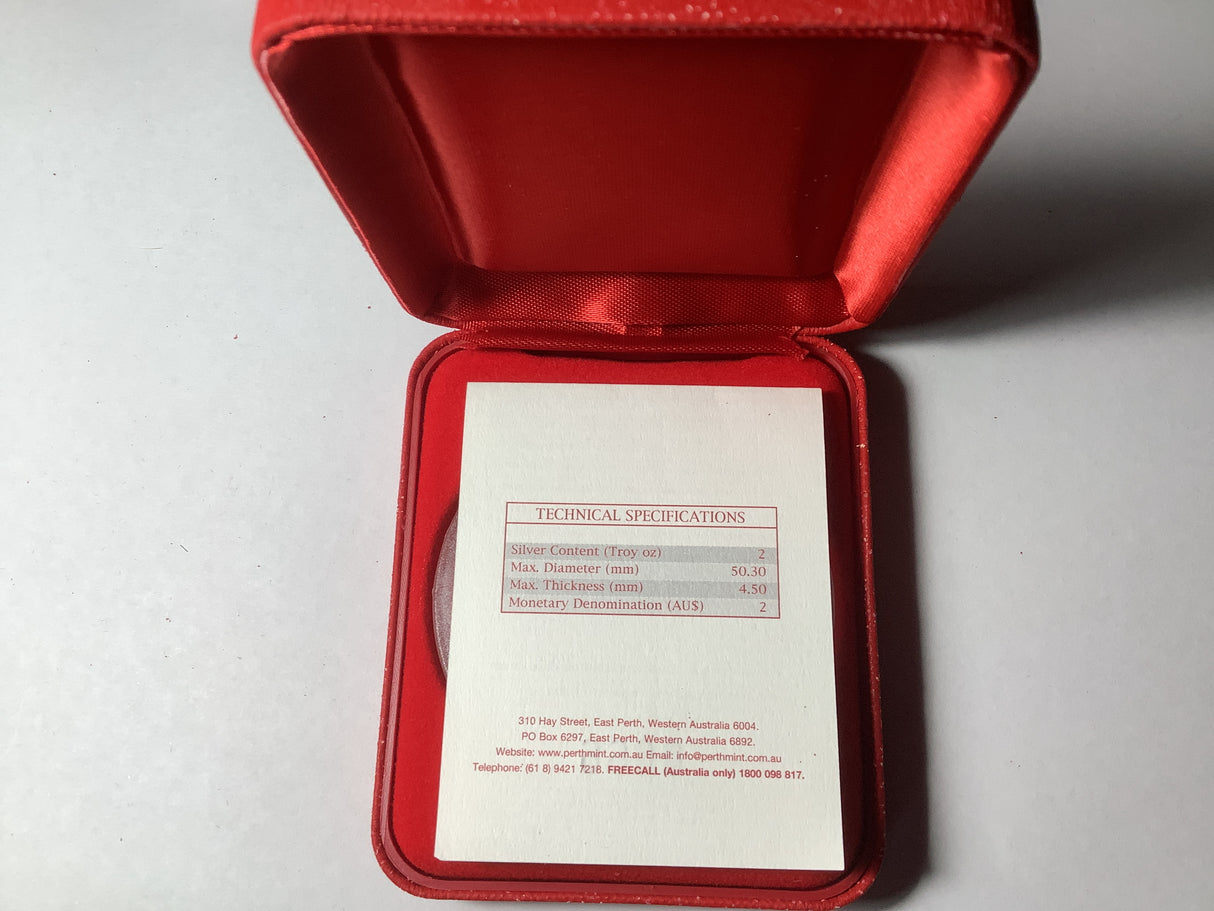 TECHNICAL SPECIFICATIONS
Silver Content (Troy oz) 2
Max. Diameter (mm) 50.30
Max. Thickness (mm) 4.50
Monetary Denomination (AU$) 2
310 Hay Street, East Perth, Western Australia 6004.
PO Box 6297, East Perth, Western Australia 6892.
Website: www.perthmint.com.au Email: info@perthmint.com.au
Telephone: (61 8) 9421 7218. FREECALL (Australia only) 1800 098 817.